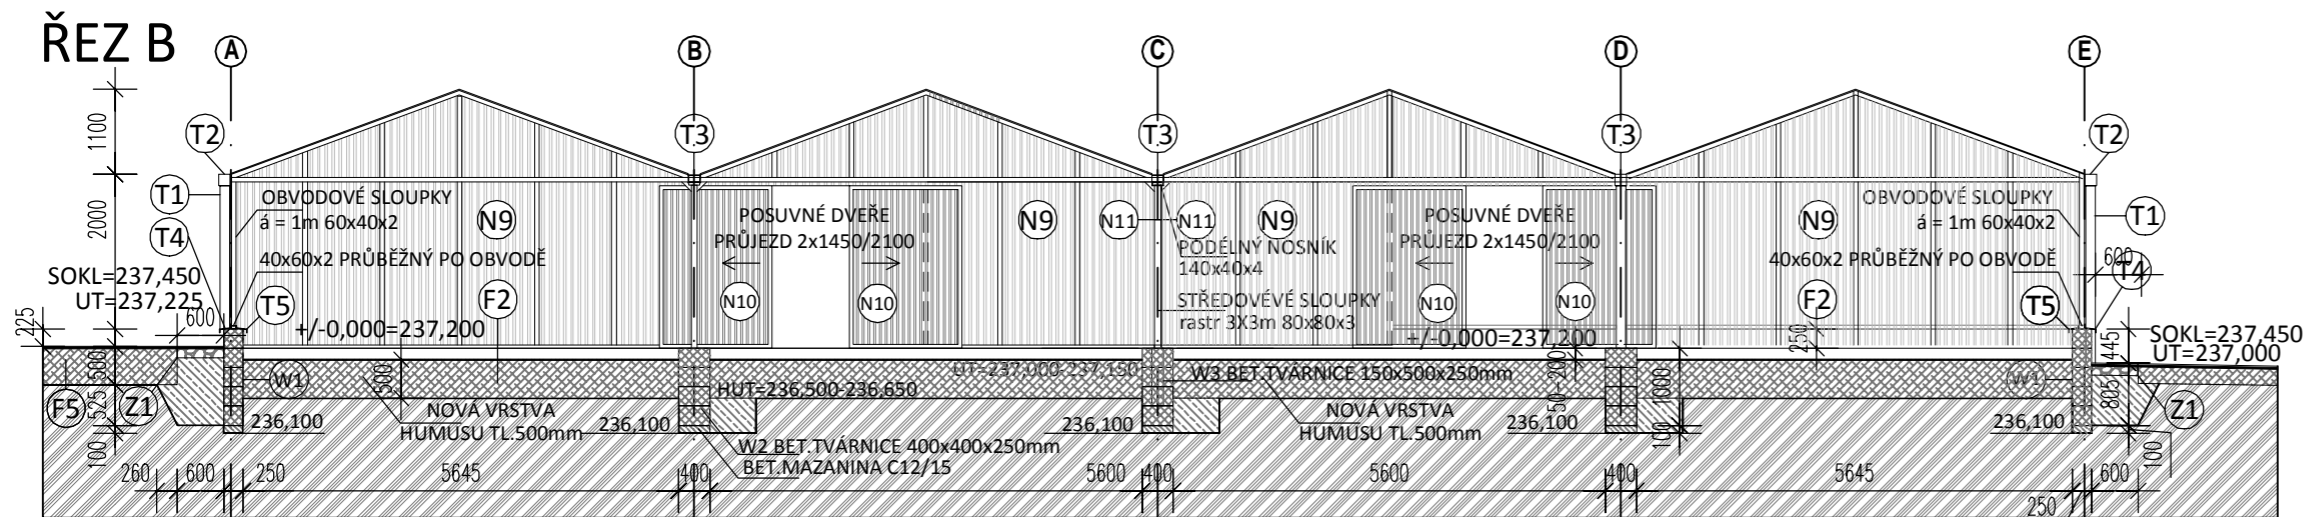 ŘEZ B
A B C D E
1100
T2 T3 T3 T3 T2
2000
T1 OBVODOVÉ SLOUPKY
á = 1m 60x40x2
N9
T4
40x60x2 PRŮBĚŽNÝ PO OBVODĚ
SOKL=237,450
UT=237,225
600
T5
F2
+/-0,000=237,200
POSUVNÉ DVEŘE
PRŮJEZD 2x1450/2100
N10 N10
N9
N11 N11
N9
PODÉLNÝ NOSNÍK
140x40x4
STŘEDOVÉVÉ SLOUPKY
rastr 3X3m 80x80x3
POSUVNÉ DVEŘE
PRŮJEZD 2x1450/2100
N10 N10
+/-0,000=237,200
N9
OBVODOVÉ SLOUPKY
á = 1m 60x40x2
T1
40x60x2 PRŮBĚŽNÝ PO OBVODĚ
600
T4
F2
T5
SOKL=237,450
UT=237,000
225
500
525
100
F5
Z1
W1
500
NOVÁ VRSTVA
HUMUSU TL.500mm
236,100
HUT=236,500-236,650
236,100
W2 BET.TVÁRNICE 400x400x250mm
BET.MAZANINA C12/15
UT=237,000-237,150
W3 BET.TVÁRNICE 150x500x250mm
236,100
NOVÁ VRSTVA
HUMUSU TL.500mm
236,100
50-200
1000
100
250
W1
236,100
445
805
100
Z1
260 600 250 5645 400 5600 400 5600 400 5645 250 600